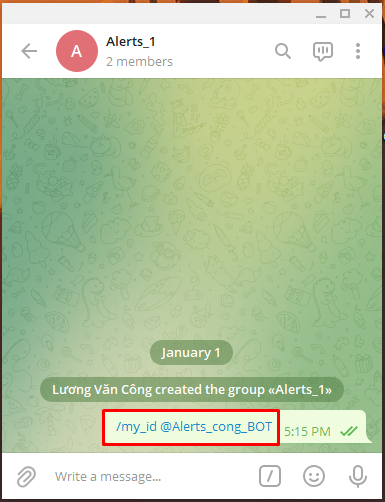 A
Alerts_1
2 members
January 1
Lương Văn Công created the group «Alerts_1»
/my_id @Alerts_cong_BOT
5:15 PM
Write a message...